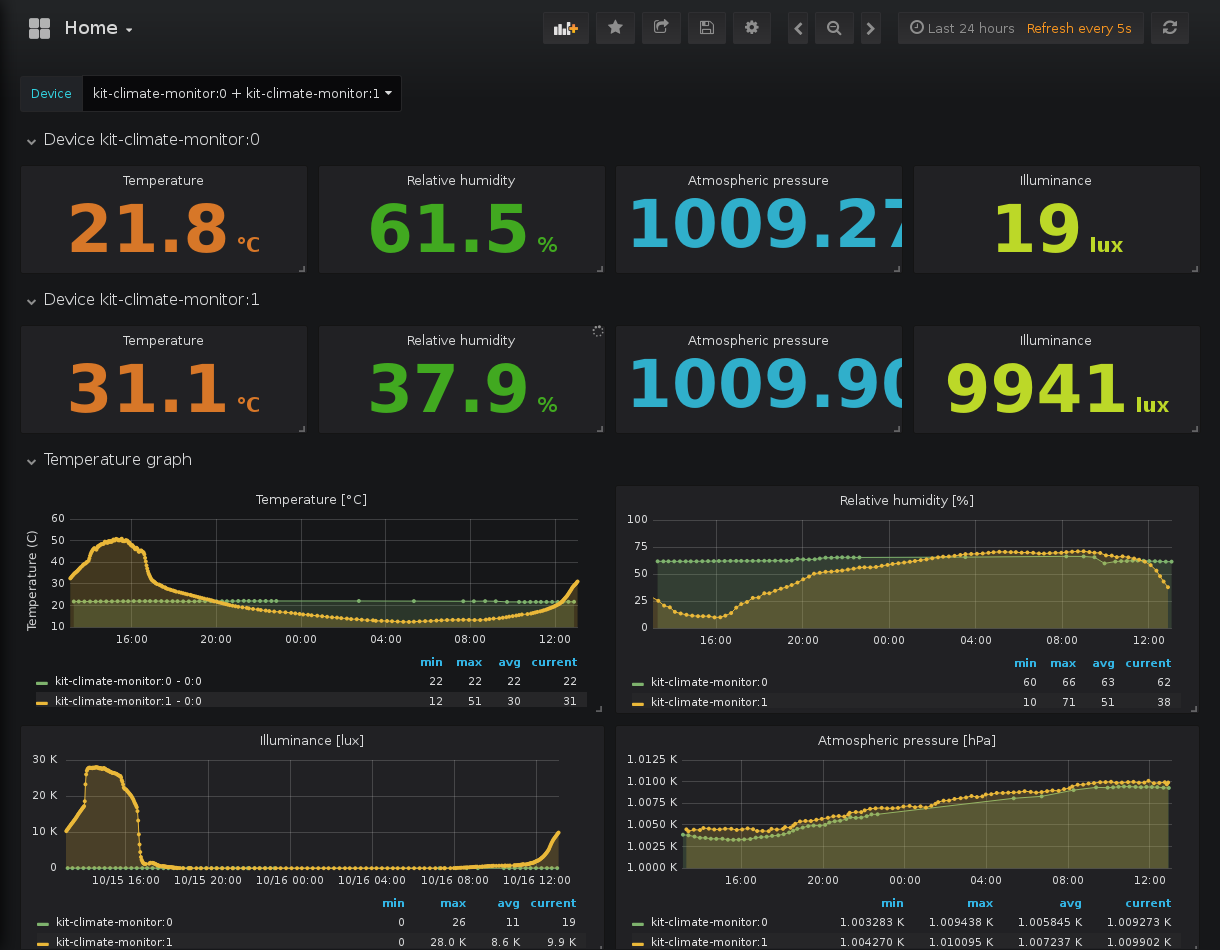 Home
Last 24 hours Refresh every 5s
Device kit-climate-monitor:0 + kit-climate-monitor:1
Device kit-climate-monitor:0
Temperature Relative humidity Atmospheric pressure Illuminance
21.8 °C 61.5 % 1009.27 19 lux
Device kit-climate-monitor:1
Temperature Relative humidity Atmospheric pressure Illuminance
31.1 °C 37.9 % 1009.90 9941 lux
Temperature graph
Temperature [°C]
Temperature (C)
60
50
40
30
20
10
16:00 20:00 00:00 04:00 08:00 12:00
min max avg current
kit-climate-monitor:0 - 0:0 22 22 22 22
kit-climate-monitor:1 - 0:0 12 51 30 31
Relative humidity [%]
100
75
50
25
0
16:00 20:00 00:00 04:00 08:00 12:00
min max avg current
kit-climate-monitor:0 60 66 63 62
kit-climate-monitor:1 10 71 51 38
Illuminance [lux]
30 K
20 K
10 K
0
10/15 16:00 10/15 20:00 10/16 00:00 10/16 04:00 10/16 08:00 10/16 12:00
min max avg current
kit-climate-monitor:0 0 26 11 19
kit-climate-monitor:1 0 28.0 K 8.6 K 9.9 K
Atmospheric pressure [hPa]
1.0125 K
1.0100 K
1.0075 K
1.0050 K
1.0025 K
1.0000 K
16:00 20:00 00:00 04:00 08:00 12:00
min max avg current
kit-climate-monitor:0 1.003283 K 1.009438 K 1.005845 K 1.009273 K
kit-climate-monitor:1 1.004270 K 1.010095 K 1.007237 K 1.009902 K